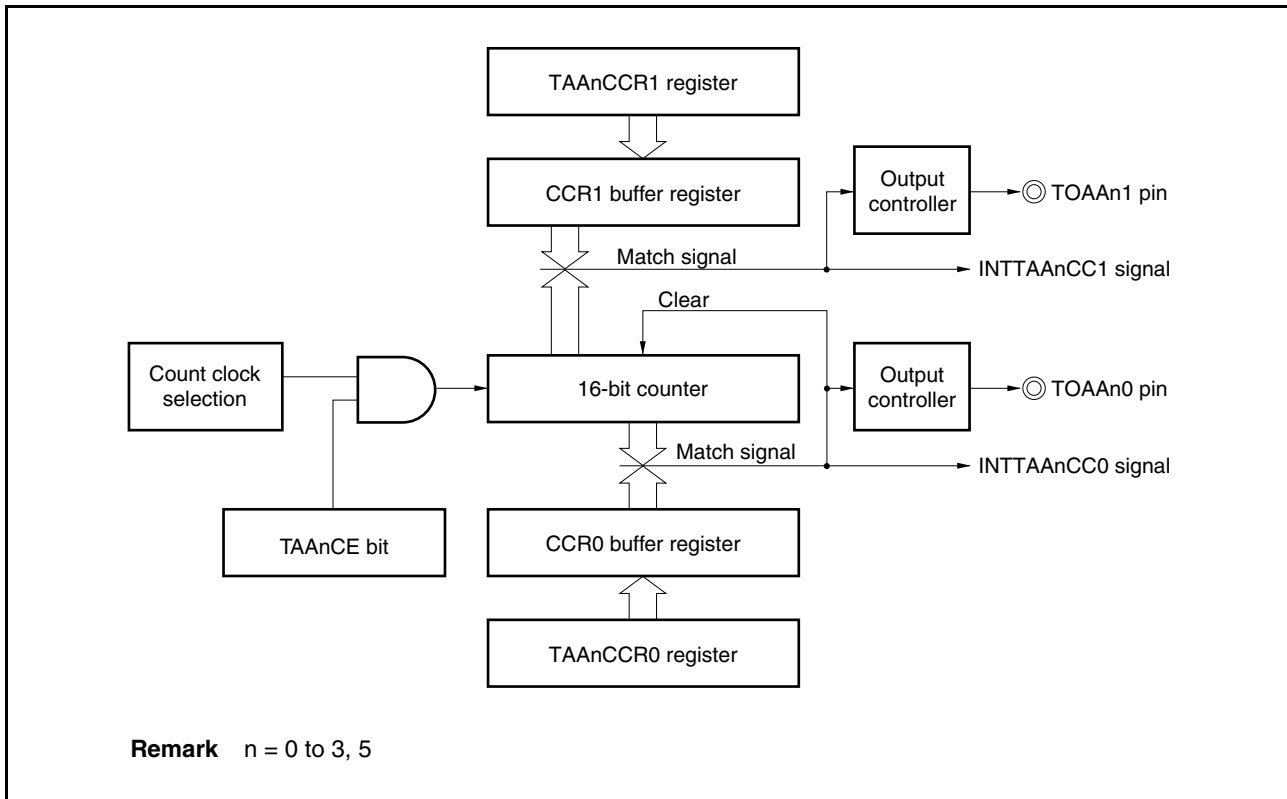 TAAnCCR1 register
CCR1 buffer register
Output
controller
TOAAn1 pin
Match signal
INTTAAnCC1 signal
Clear
Count clock
selection
16-bit counter
Output
controller
TOAAn0 pin
Match signal
INTTAAnCC0 signal
TAAnCE bit
CCR0 buffer register
TAAnCCR0 register
Remark n = 0 to 3, 5